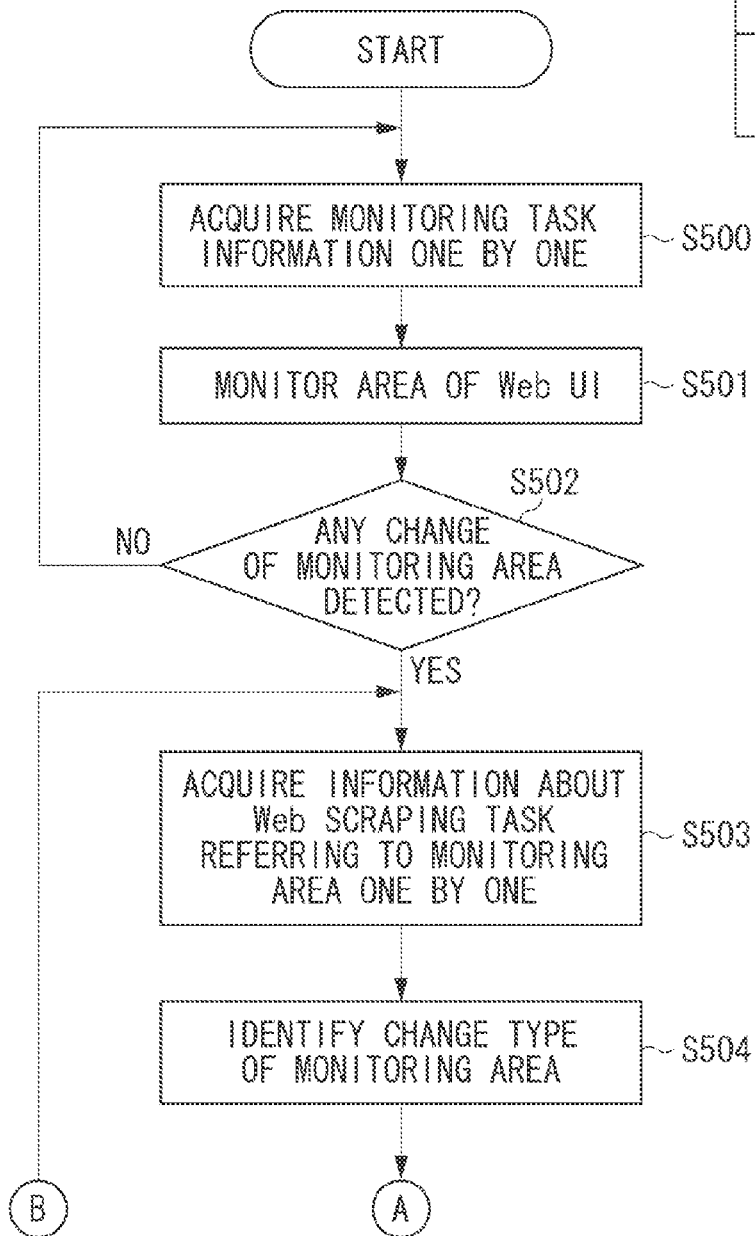 START
ACQUIRE MONITORING TASK
INFORMATION ONE BY ONE
S500
MONITOR AREA OF Web UI
S501
S502
ANY CHANGE
OF MONITORING AREA
DETECTED?
NO
YES
ACQUIRE INFORMATION ABOUT
Web SCRAPING TASK
REFERRING TO MONITORING
AREA ONE BY ONE
S503
IDENTIFY CHANGE TYPE
OF MONITORING AREA
S504
B
A